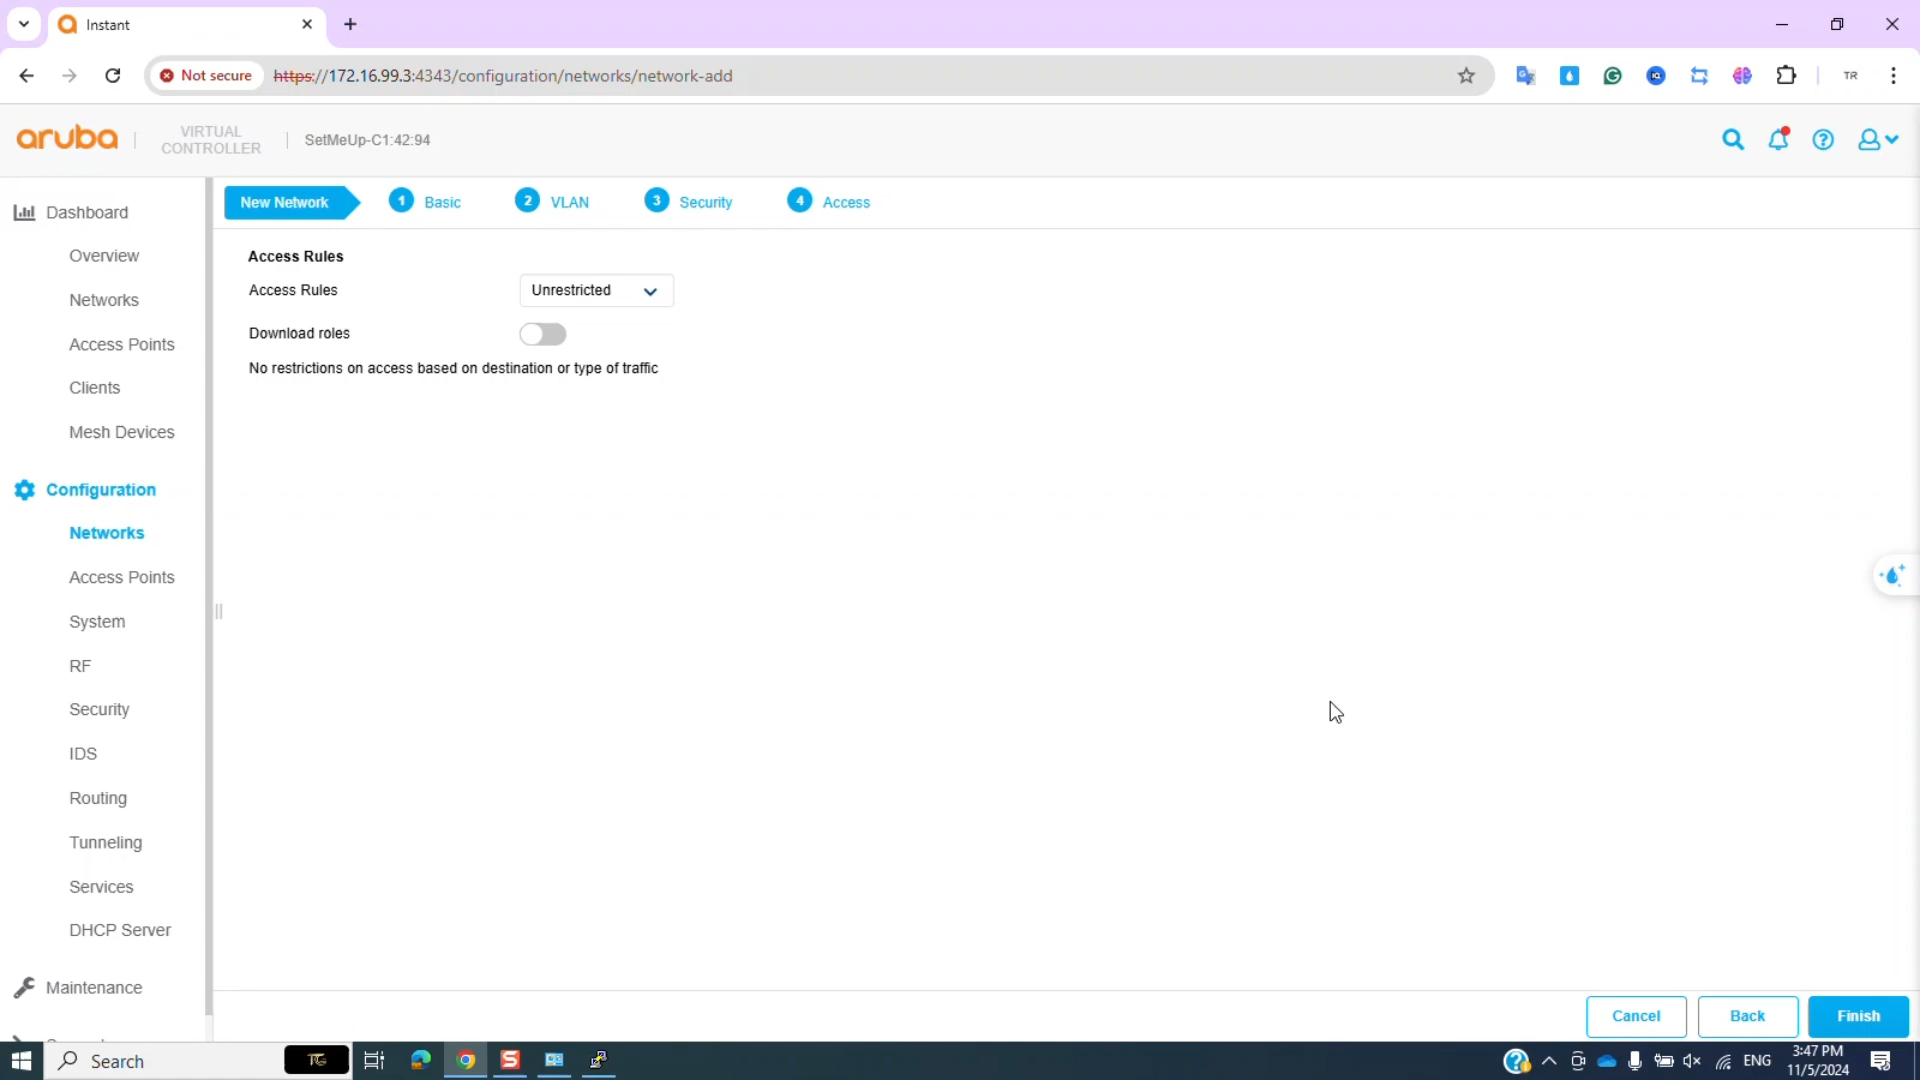 Instant
Not secure
https://172.16.99.3:4343/configuration/networks/network-add
TR
aruba
VIRTUAL
CONTROLLER
SetMeUp-C1:42:94
Dashboard
Overview
Networks
Access Points
Clients
Mesh Devices
Configuration
Networks
Access Points
System
RF
Security
IDS
Routing
Tunneling
Services
DHCP Server
Maintenance
New Network
1 Basic
2 VLAN
3 Security
4 Access
Access Rules
Access Rules
Unrestricted
Download roles
No restrictions on access based on destination or type of traffic
Cancel
Back
Finish
Search
ENG
3:47 PM
11/5/2024